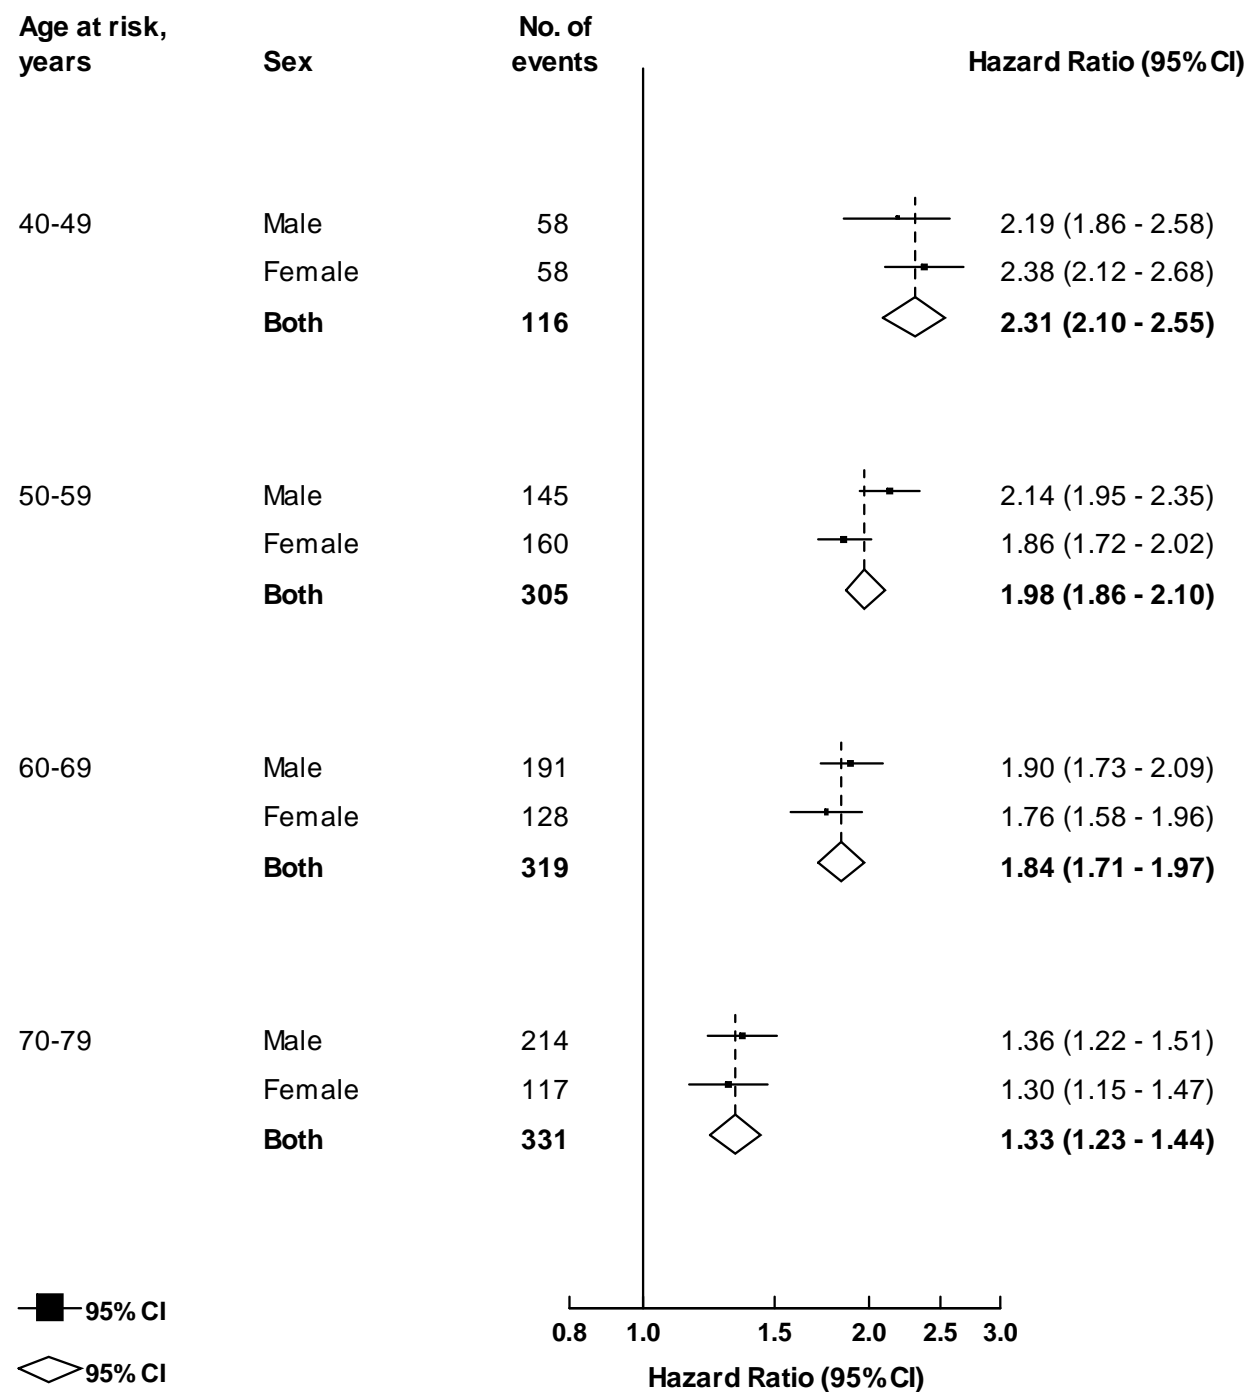 Age at risk, No. of
years Sex events Hazard Ratio (95% CI)
40-49 Male 58 2.19 (1.86 - 2.58)
Female 58 2.38 (2.12 - 2.68)
Both 116 2.31 (2.10 - 2.55)
50-59 Male 145 2.14 (1.95 - 2.35)
Female 160 1.86 (1.72 - 2.02)
Both 305 1.98 (1.86 - 2.10)
60-69 Male 191 1.90 (1.73 - 2.09)
Female 128 1.76 (1.58 - 1.96)
Both 319 1.84 (1.71 - 1.97)
70-79 Male 214 1.36 (1.22 - 1.51)
Female 117 1.30 (1.15 - 1.47)
Both 331 1.33 (1.23 - 1.44)
95% CI
0.8 1.0 1.5 2.0 2.5 3.0
95% CI
Hazard Ratio (95% CI)